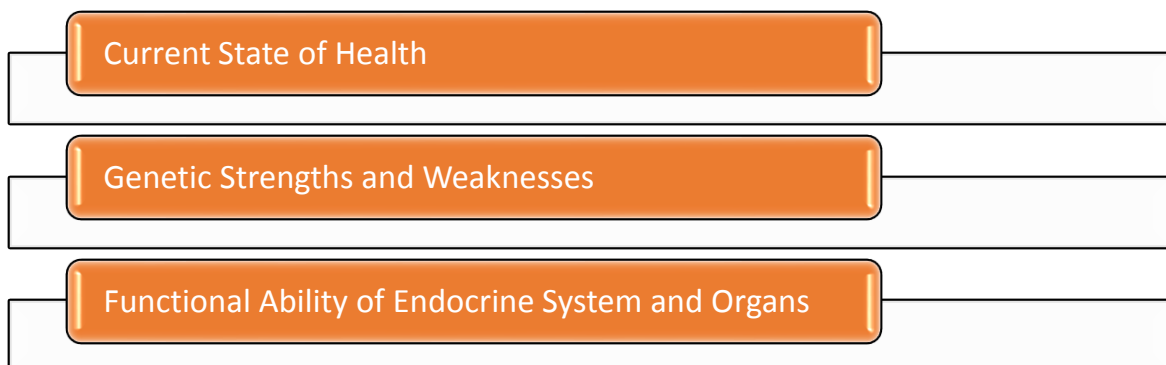 Current State of Health
Genetic Strengths and Weaknesses
Functional Ability of Endocrine System and Organs